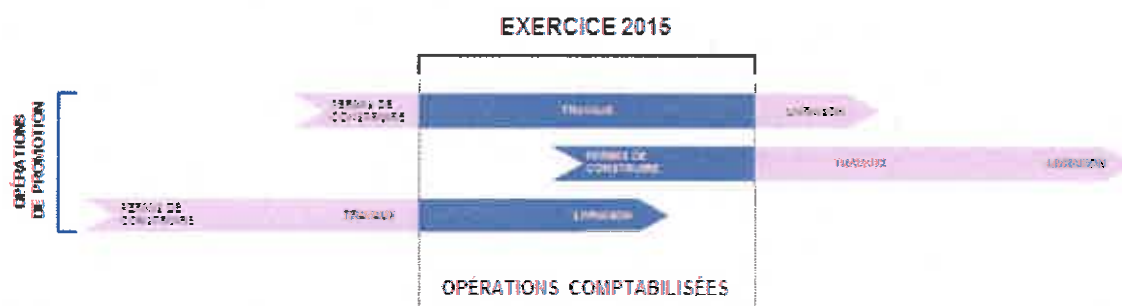 EXERCICE 2015
OPÉRATIONS
DE PROMOTION
PERMIS DE
CONSTRUIRE
TRAVAUX
LIVRAISON
PERMIS DE
CONSTRUIRE
TRAVAUX
LIVRAISON
PERMIS DE
CONSTRUIRE
TRAVAUX
LIVRAISON
OPÉRATIONS COMPTABILISÉES